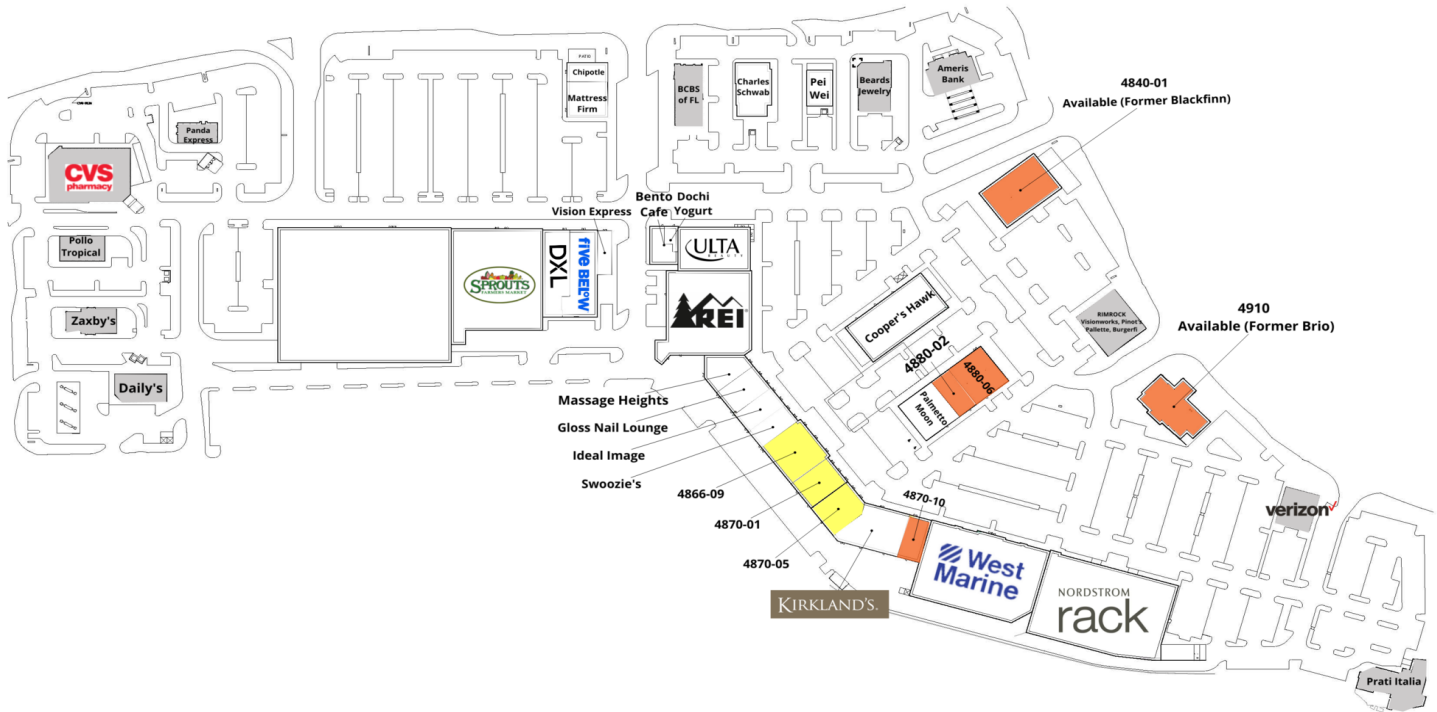 PATIO
Chipotle
Mattress
Firm
BCBS
of FL
Charles
Schwab
Pei
Wei
Beards
Jewelry
Ameris
Bank
4840-01
Available (Former Blackfinn)
Panda
Express
CVS
pharmacy
Pollo
Tropical
Zaxby's
Daily's
Vision Express
Bento
Cafe
Dochi
Yogurt
SPROUTS
FARMERS MARKET
DXL
five BELOW
ULTA
BEAUTY
REI
Cooper's Hawk
4880-02
4880-06
Palmetto
Moon
RIMROCK
Visionworks, Pinot's
Pallette, Burgerfi
4910
Available (Former Brio)
Massage Heights
Gloss Nail Lounge
Ideal Image
Swoozie's
4866-09
4870-01
4870-05
4870-10
KIRKLAND'S.
West
Marine
NORDSTROM
rack
verizon
Prati Italia